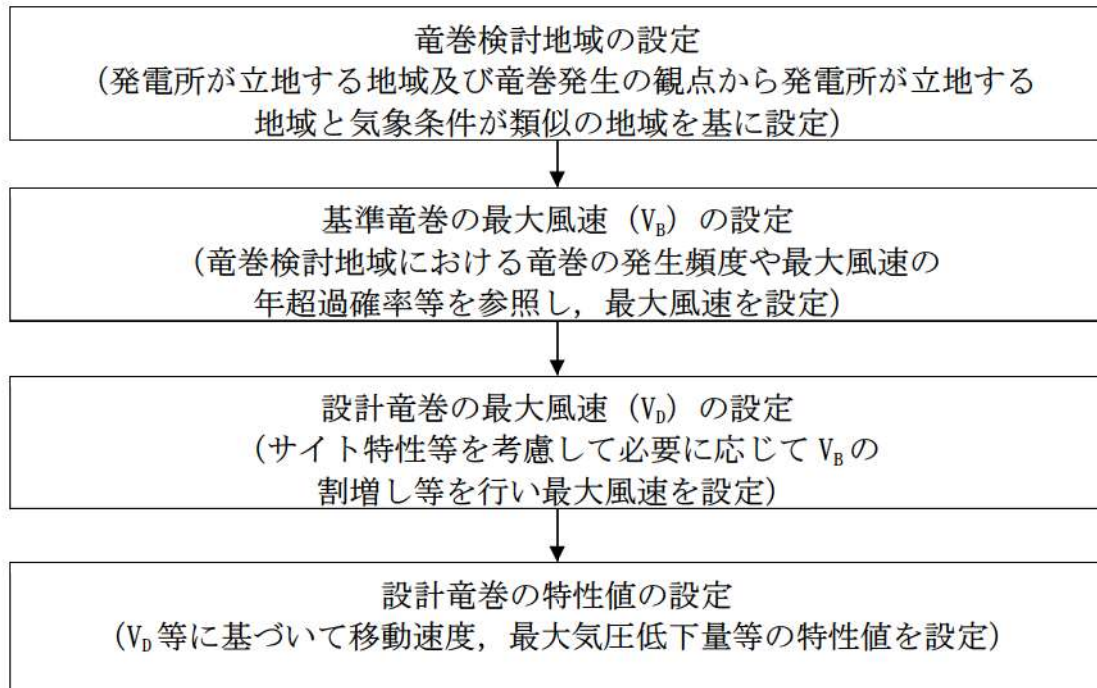 竜巻検討地域の設定
(発電所が立地する地域及び竜巻発生の観点から発電所が立地する
地域と気象条件が類似の地域を基に設定)
基準竜巻の最大風速 (VB) の設定
(竜巻検討地域における竜巻の発生頻度や最大風速の
年超過確率等を参照し，最大風速を設定)
設計竜巻の最大風速 (VD) の設定
(サイト特性等を考慮して必要に応じて VB の
割増し等を行い最大風速を設定)
設計竜巻の特性値の設定
(VD 等に基づいて移動速度，最大気圧低下量等の特性値を設定)